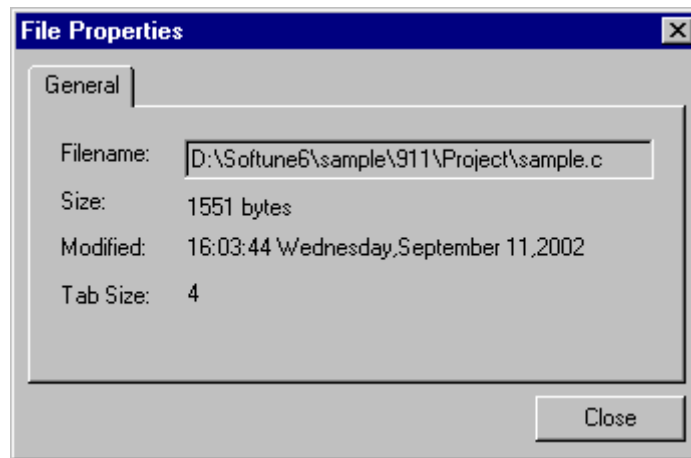 File Properties
General
Filename: D:\Softune6\sample\911\Project\sample.c
Size: 1551 bytes
Modified: 16:03:44 Wednesday,September 11,2002
Tab Size: 4
Close